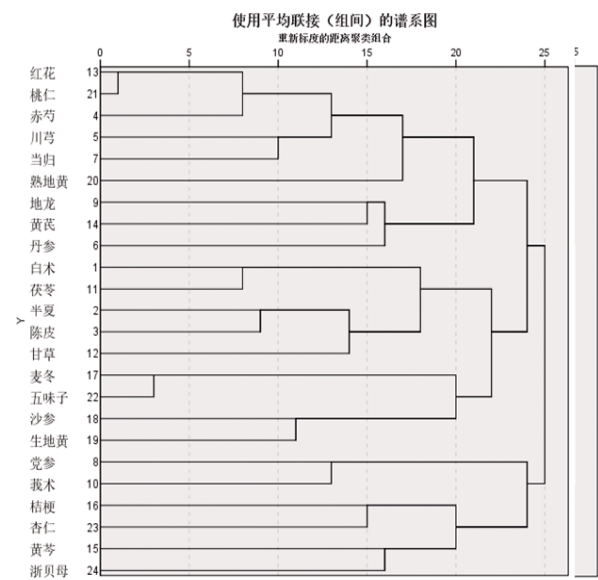 使用平均联接（组间）的谱系图
重新标度的距离聚类组合
0 5 10 15 20 25 5
红花 13
桃仁 21
赤芍 4
川芎 5
当归 7
熟地黄 20
地龙 9
黄芪 14
丹参 6
白术 1
茯苓 11
半夏 2
Y
陈皮 3
甘草 12
麦冬 17
五味子 22
沙参 18
生地黄 19
党参 8
莪术 10
桔梗 16
杏仁 23
黄芩 15
浙贝母 24